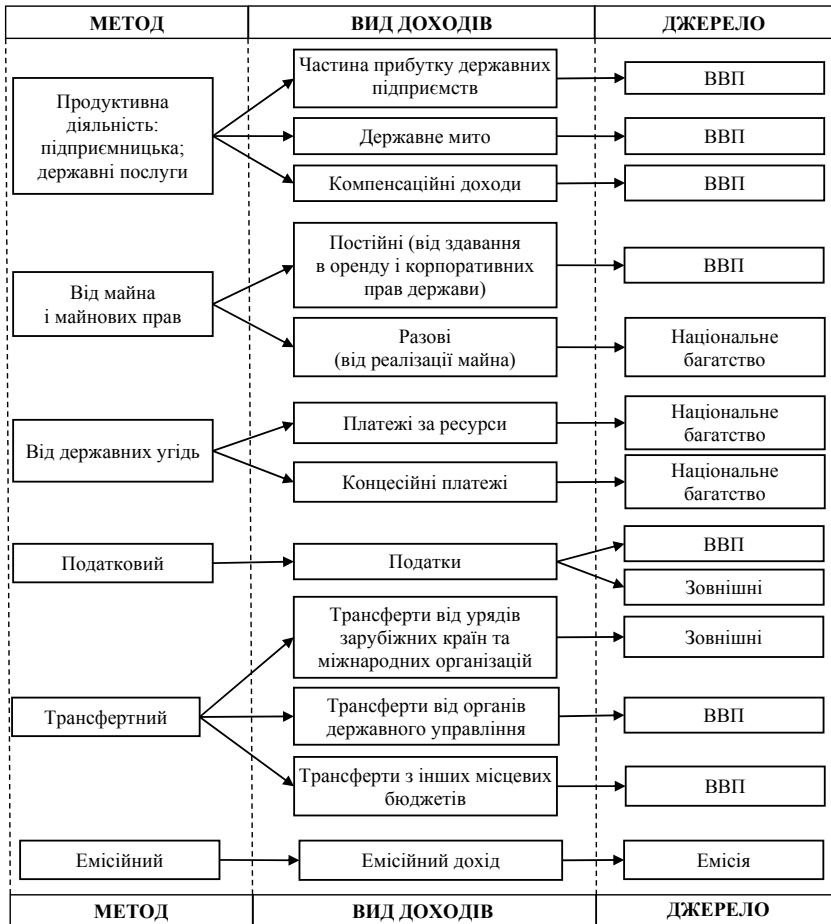 МЕТОД
ВИД ДОХОДІВ
ДЖЕРЕЛО
Продуктивна
діяльність:
підприємницька;
державні послуги
Частина прибутку державних
підприємств
ВВП
Державне мито
ВВП
Компенсаційні доходи
ВВП
Від майна
і майнових прав
Постійні (від здавання
в оренду і корпоративних
прав держави)
ВВП
Разові
(від реалізації майна)
Національне
багатство
Від державних угідь
Платежі за ресурси
Національне
багатство
Концесійні платежі
Національне
багатство
Податковий
Податки
ВВП
Зовнішні
Трансфертний
Трансферти від урядів
зарубіжних країн та
міжнародних організацій
Зовнішні
Трансферти від органів
державного управління
ВВП
Трансферти з інших місцевих
бюджетів
ВВП
Емісійний
Емісійний дохід
Емісія
МЕТОД
ВИД ДОХОДІВ
ДЖЕРЕЛО